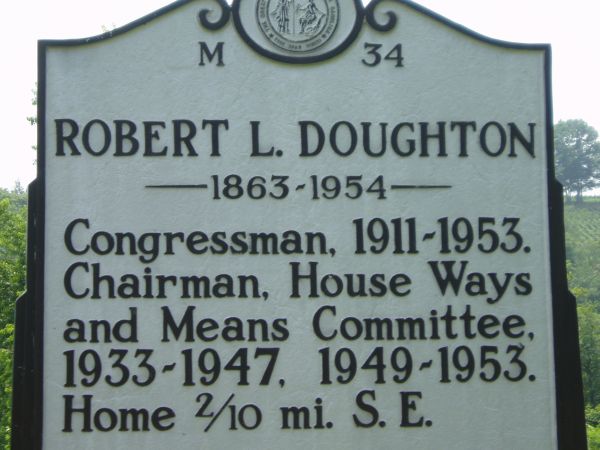 M 34
ROBERT L. DOUGHTON
1863-1954
Congressman, 1911-1953.
Chairman, House Ways
and Means Committee,
1933-1947, 1949-1953.
Home 2/10 mi. S. E.